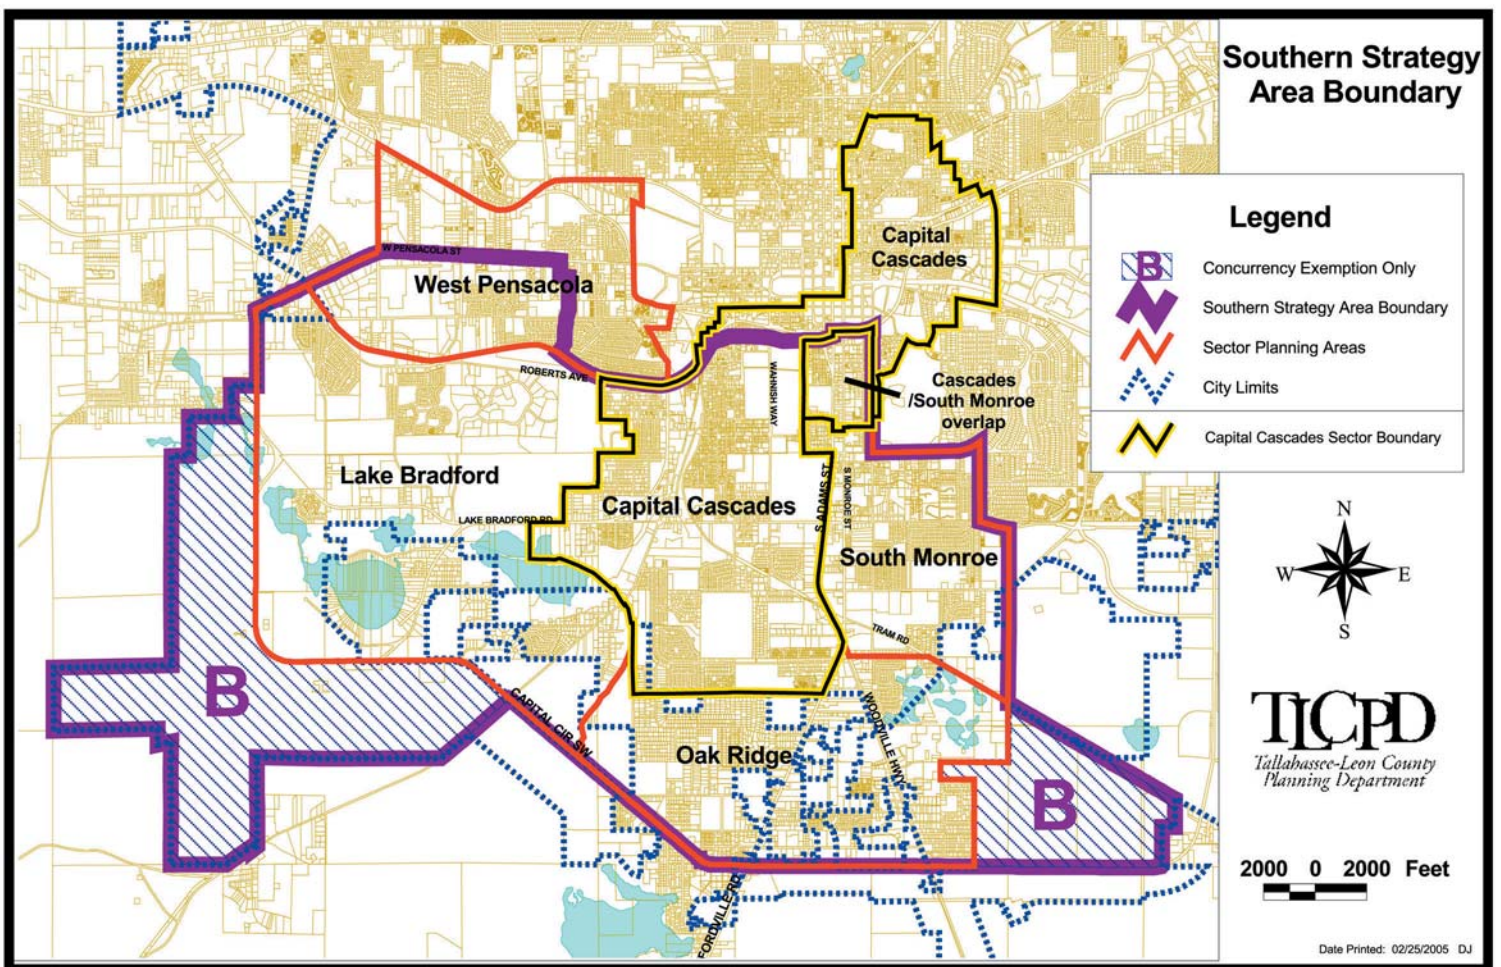 Southern Strategy
Area Boundary
Legend
B
Concurrency Exemption Only
Southern Strategy Area Boundary
Sector Planning Areas
City Limits
Capital Cascades Sector Boundary
W PENSACOLA ST
West Pensacola
Capital
Cascades
ROBERTS AVE
WAHNISH WAY
Cascades
/South Monroe
overlap
Lake Bradford
LAKE BRADFORD RD
Capital Cascades
S ADAMS ST
S MONROE ST
South Monroe
TRAM RD
B
CAPITAL CIR SW
WOODVILLE HWY
Oak Ridge
B
FORDVILLE RD
N
W
E
S
TLCPD
Tallahassee-Leon County
Planning Department
2000 0 2000 Feet
Date Printed: 02/25/2005 DJ